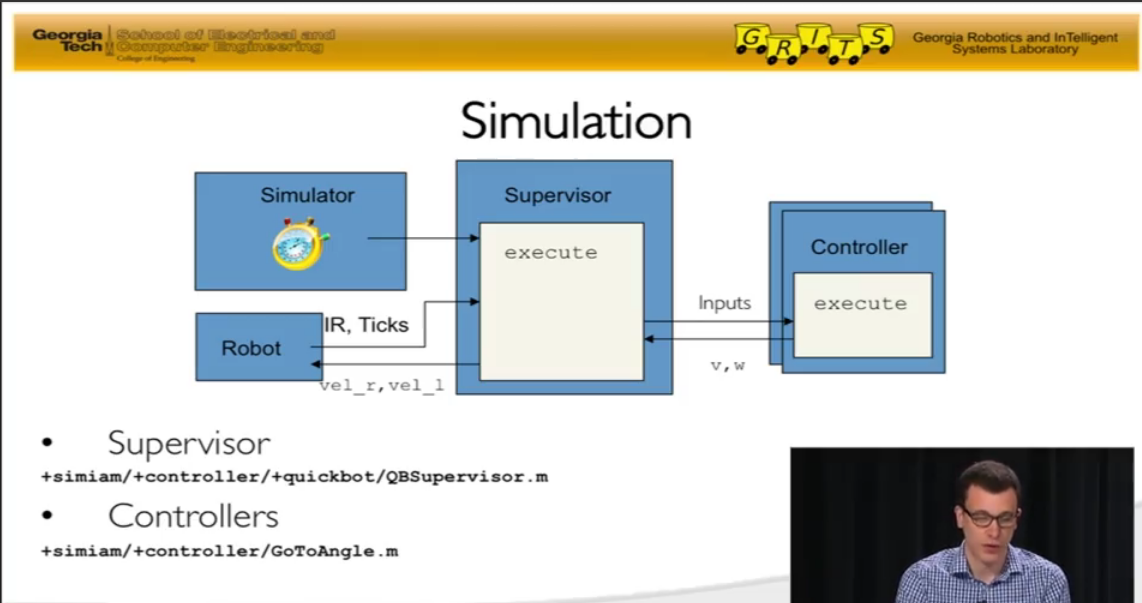 Georgia
Tech
School of Electrical and
Computer Engineering
College of Engineering
GRITS
Georgia Robotics and InTelligent
Systems Laboratory
Simulation
Simulator
Supervisor
execute
Controller
execute
Inputs
v,w
Robot
IR, Ticks
vel_r,vel_l
• Supervisor
+simiam/+controller/+quickbot/QBSupervisor.m
• Controllers
+simiam/+controller/GoToAngle.m